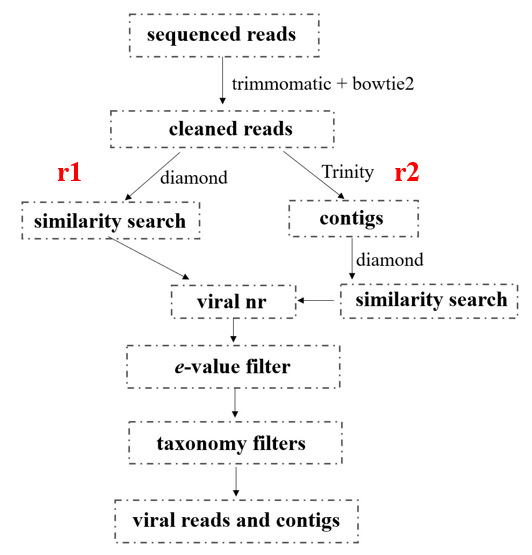 sequenced reads
trimmomatic + bowtie2
cleaned reads
r1
diamond
Trinity
r2
similarity search
contigs
diamond
viral nr
similarity search
e-value filter
taxonomy filters
viral reads and contigs